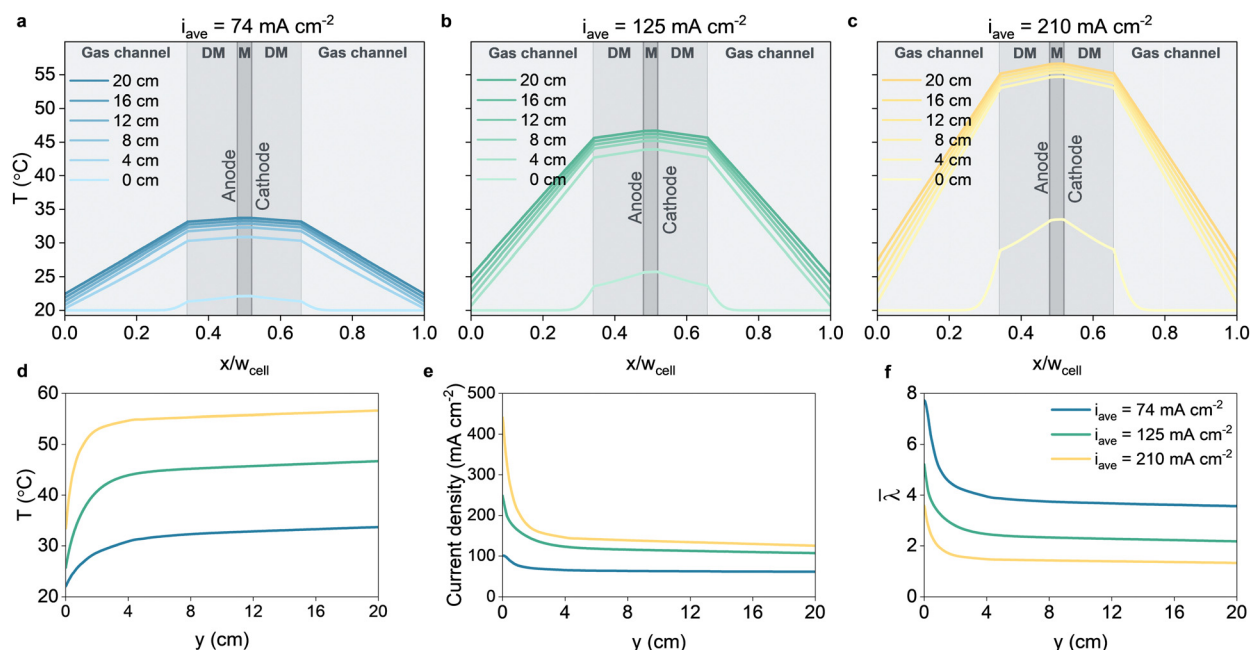 a
i_ave = 74 mA cm⁻²
Gas channel DM M DM Gas channel
20 cm
16 cm
12 cm
8 cm
4 cm
0 cm
Anode
Cathode
T (°C)
55
50
45
40
35
30
25
20
0.0 0.2 0.4 0.6 0.8 1.0
x/w_cell
b
i_ave = 125 mA cm⁻²
Gas channel DM M DM Gas channel
20 cm
16 cm
12 cm
8 cm
4 cm
0 cm
Anode
Cathode
0.0 0.2 0.4 0.6 0.8 1.0
x/w_cell
c
i_ave = 210 mA cm⁻²
Gas channel DM M DM Gas channel
20 cm
16 cm
12 cm
8 cm
4 cm
0 cm
Anode
Cathode
0.0 0.2 0.4 0.6 0.8 1.0
x/w_cell
d
T (°C)
60
50
40
30
20
0 4 8 12 16 20
y (cm)
e
Current density (mA cm⁻²)
500
400
300
200
100
0
0 4 8 12 16 20
y (cm)
f
λ̅
8
6
4
2
0
i_ave = 74 mA cm⁻²
i_ave = 125 mA cm⁻²
i_ave = 210 mA cm⁻²
0 4 8 12 16 20
y (cm)